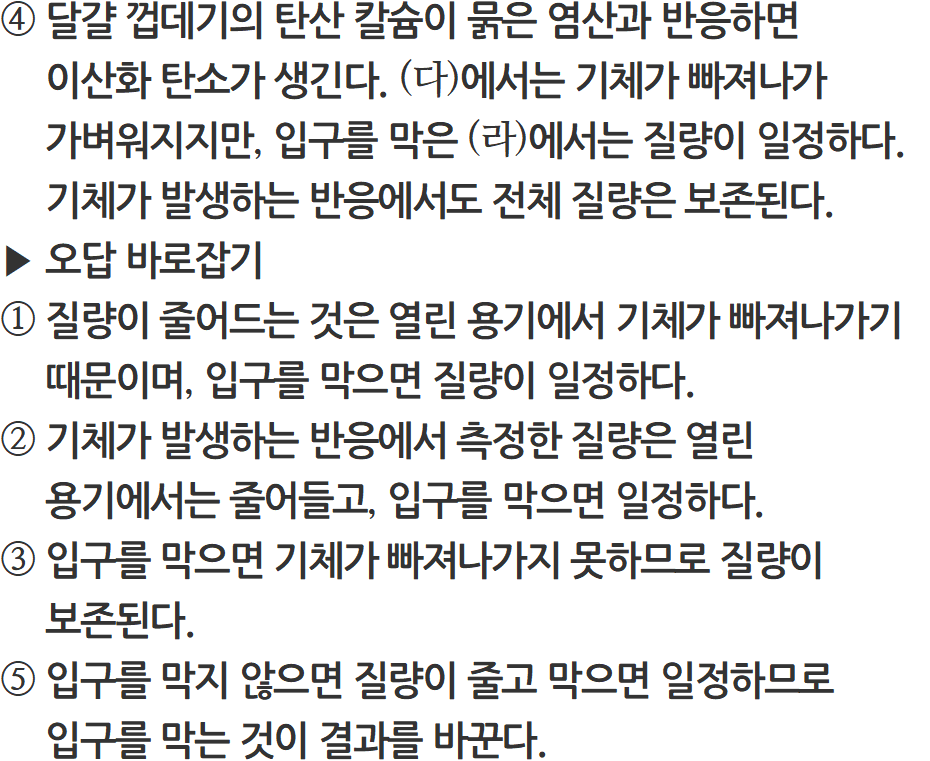 ④ 달걀 껍데기의 탄산 칼슘이 묽은 염산과 반응하면
이산화 탄소가 생긴다. (다)에서는 기체가 빠져나가
가벼워지지만, 입구를 막은 (라)에서는 질량이 일정하다.
기체가 발생하는 반응에서도 전체 질량은 보존된다.
▶ 오답 바로잡기
① 질량이 줄어드는 것은 열린 용기에서 기체가 빠져나가기
때문이며, 입구를 막으면 질량이 일정하다.
② 기체가 발생하는 반응에서 측정한 질량은 열린
용기에서는 줄어들고, 입구를 막으면 일정하다.
③ 입구를 막으면 기체가 빠져나가지 못하므로 질량이
보존된다.
⑤ 입구를 막지 않으면 질량이 줄고 막으면 일정하므로
입구를 막는 것이 결과를 바꾼다.